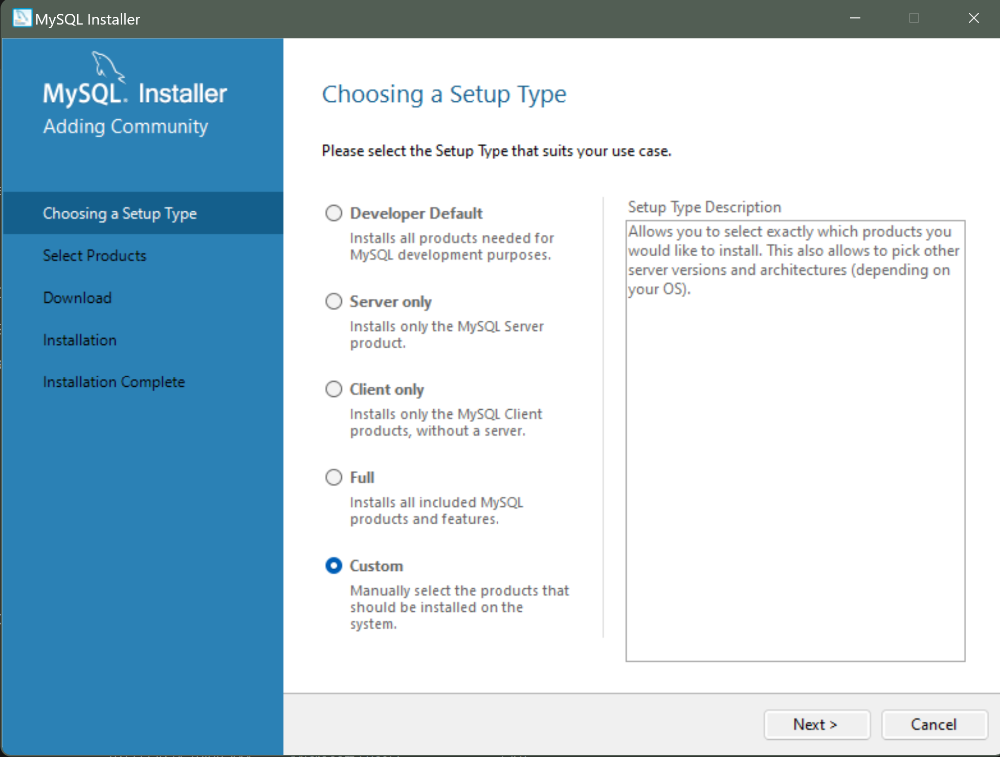 MySQL Installer
MySQL. Installer
Adding Community
Choosing a Setup Type
Select Products
Download
Installation
Installation Complete
Choosing a Setup Type
Please select the Setup Type that suits your use case.
Developer Default
Installs all products needed for
MySQL development purposes.
Server only
Installs only the MySQL Server
product.
Client only
Installs only the MySQL Client
products, without a server.
Full
Installs all included MySQL
products and features.
Custom
Manually select the products that
should be installed on the
system.
Setup Type Description
Allows you to select exactly which products you
would like to install. This also allows to pick other
server versions and architectures (depending on
your OS).
Next >
Cancel